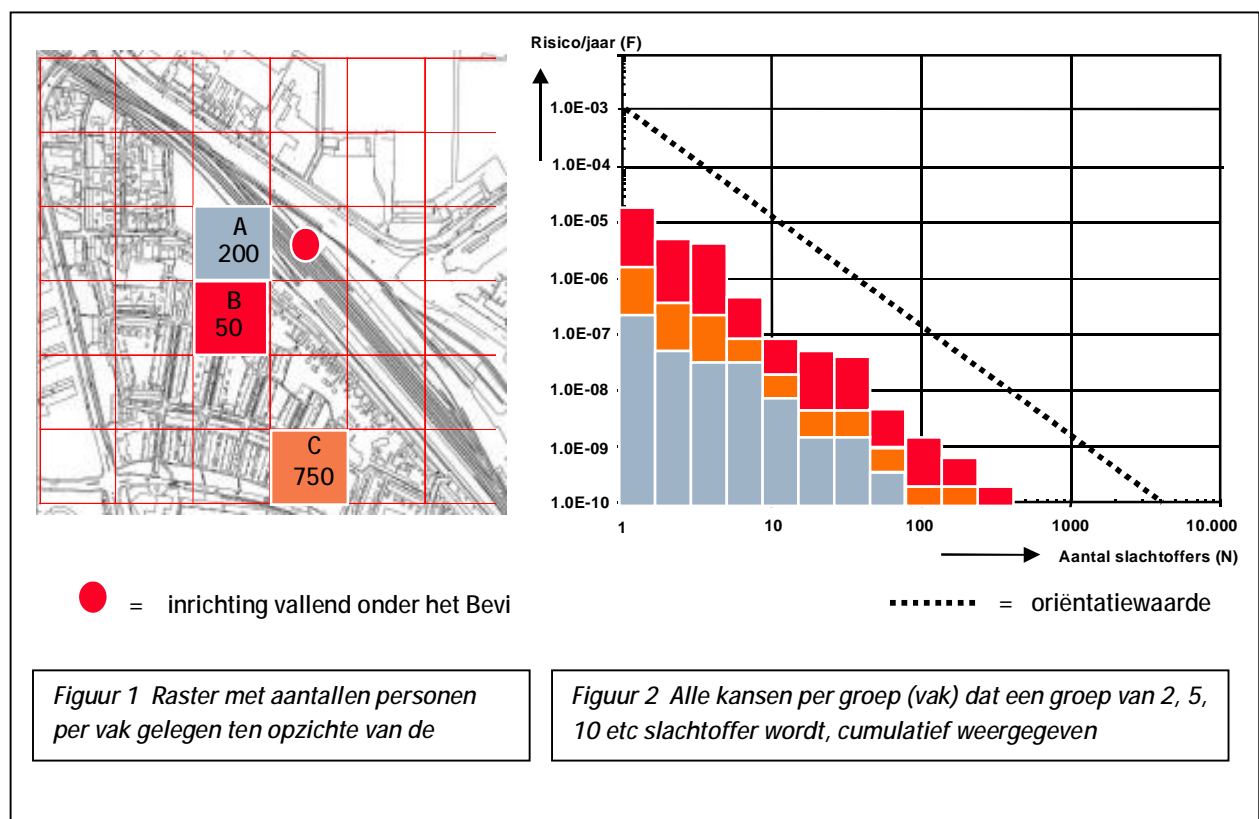 Risico/jaar (F)
1.0E-03
1.0E-04
1.0E-05
1.0E-06
1.0E-07
1.0E-08
1.0E-09
1.0E-10
1
10
100
1000
10.000
Aantal slachtoffers (N)
A
200
B
50
C
750
= inrichting vallend onder het Bevi
= oriëntatiewaarde
Figuur 1 Raster met aantallen personen
per vak gelegen ten opzichte van de
Figuur 2 Alle kansen per groep (vak) dat een groep van 2, 5,
10 etc slachtoffer wordt, cumulatief weergegeven